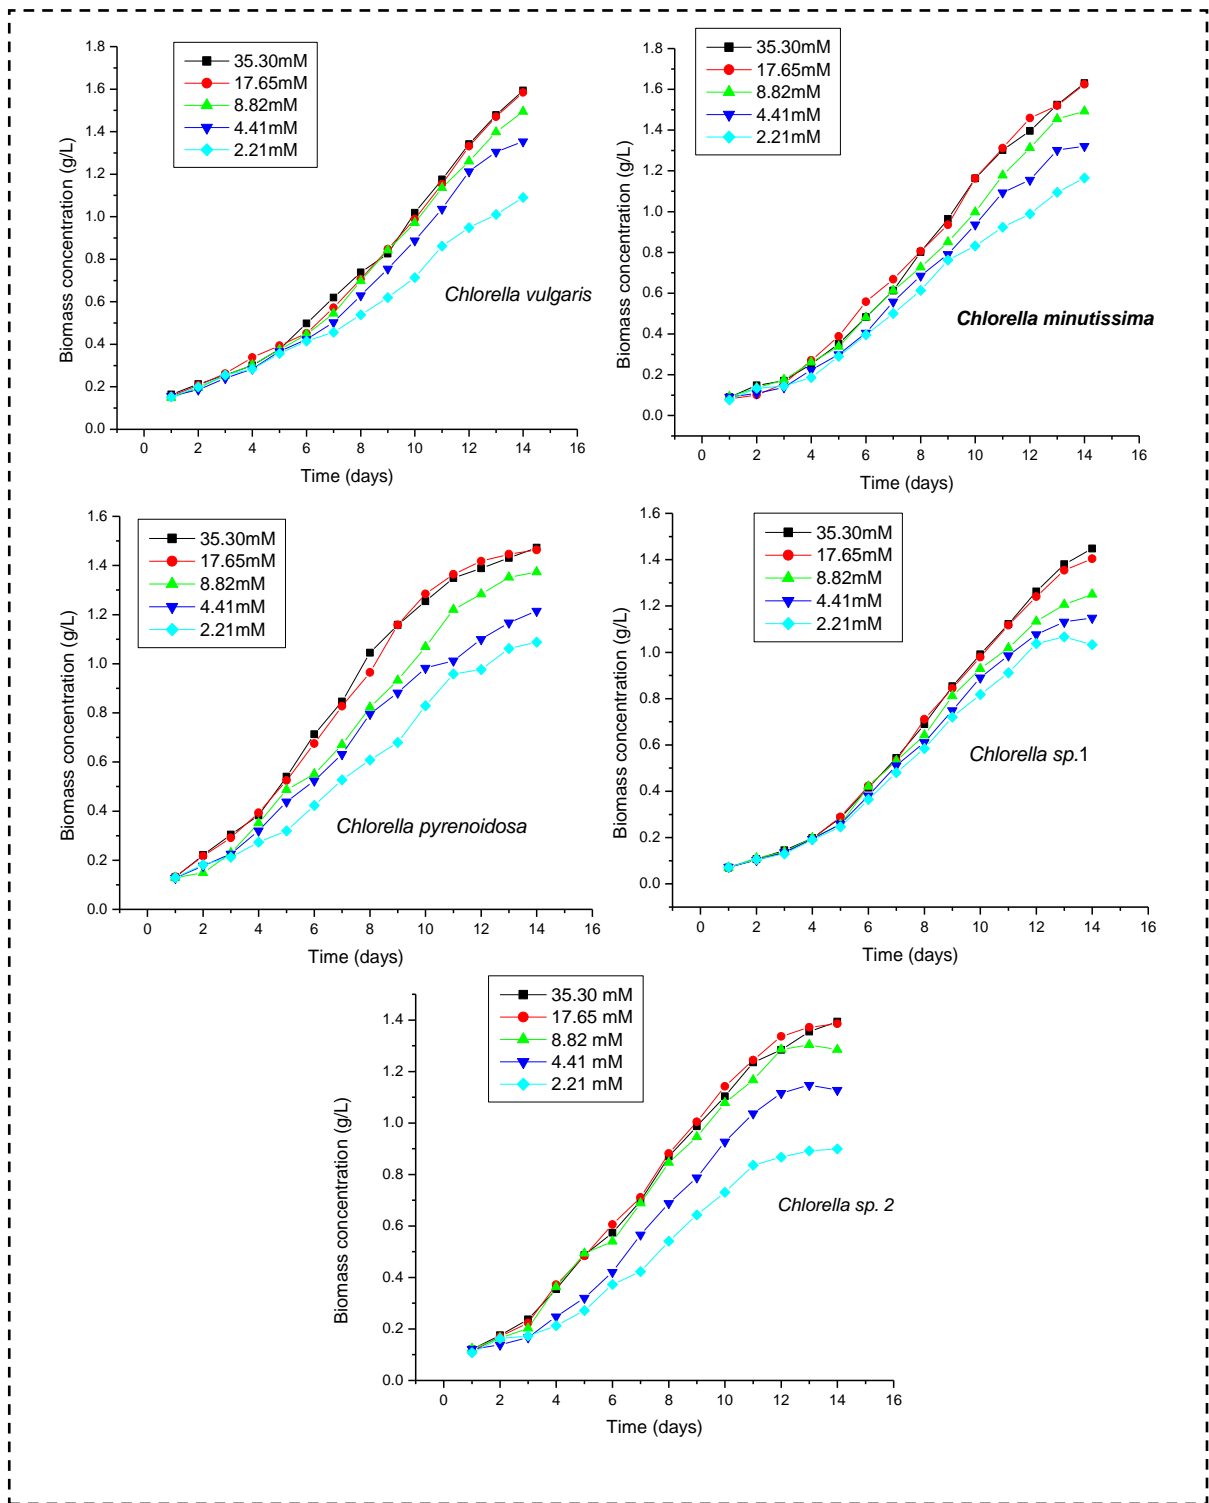 35.30mM
17.65mM
8.82mM
4.41mM
2.21mM
1.8
1.6
1.4
1.2
1.0
0.8
0.6
0.4
0.2
0.0
Biomass concentration (g/L)
Chlorella vulgaris
0 2 4 6 8 10 12 14 16
Time (days)
35.30mM
17.65mM
8.82mM
4.41mM
2.21mM
1.8
1.6
1.4
1.2
1.0
0.8
0.6
0.4
0.2
0.0
Biomass concentration (g/L)
Chlorella minutissima
0 2 4 6 8 10 12 14 16
Time (days)
35.30mM
17.65mM
8.82mM
4.41mM
2.21mM
1.6
1.4
1.2
1.0
0.8
0.6
0.4
0.2
0.0
Biomass concentration (g/L)
Chlorella pyrenoidosa
0 2 4 6 8 10 12 14 16
Time (days)
35.30mM
17.65mM
8.82mM
4.41mM
2.21mM
1.6
1.4
1.2
1.0
0.8
0.6
0.4
0.2
0.0
Biomass concentration (g/L)
Chlorella sp.1
0 2 4 6 8 10 12 14 16
Time (days)
35.30 mM
17.65 mM
8.82 mM
4.41 mM
2.21 mM
1.4
1.2
1.0
0.8
0.6
0.4
0.2
0.0
Biomass concentration (g/L)
Chlorella sp. 2
0 2 4 6 8 10 12 14 16
Time (days)